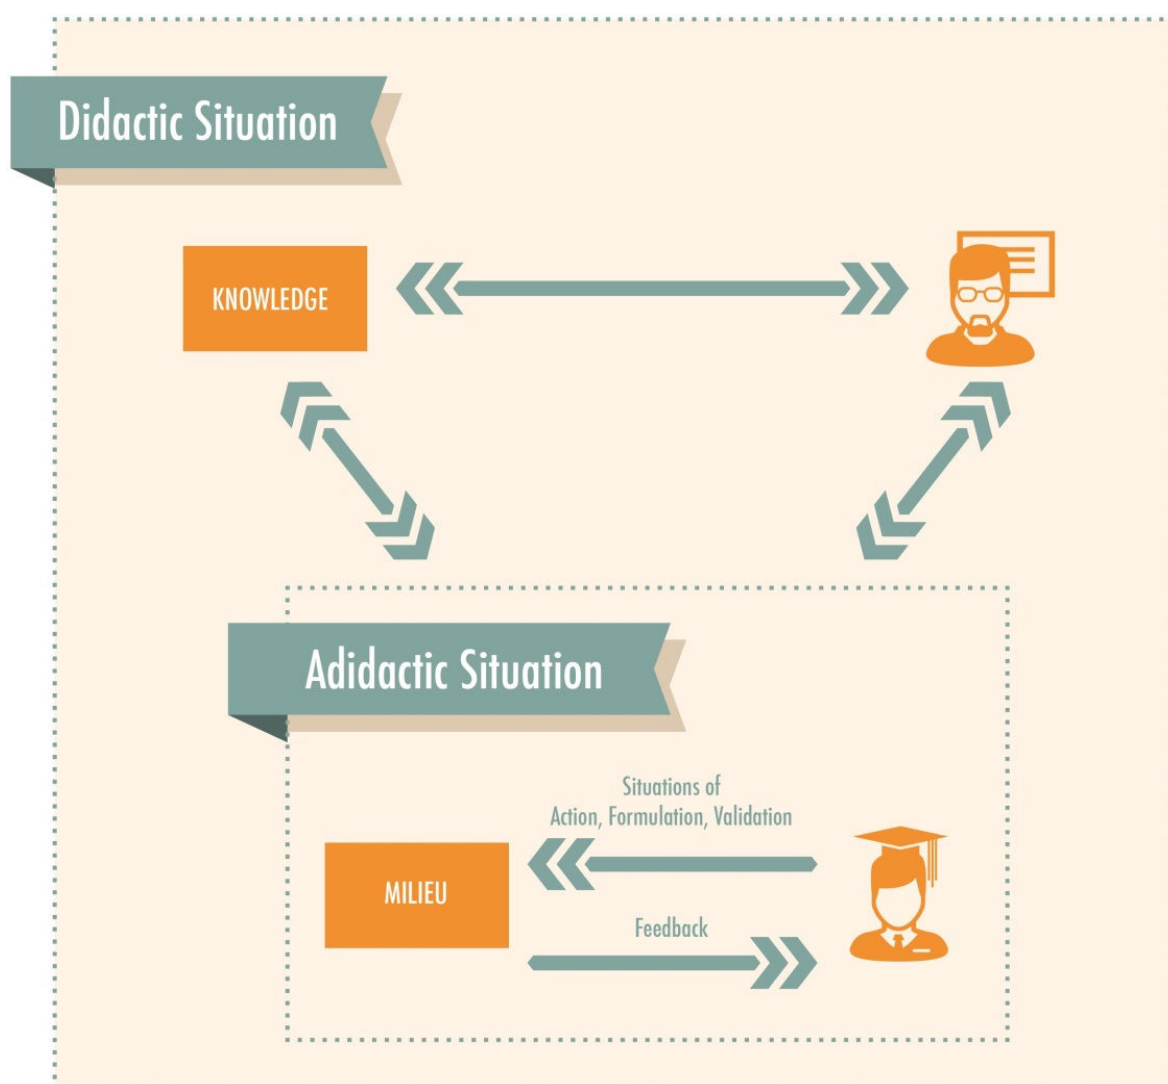 Didactic Situation
KNOWLEDGE
Adidactic Situation
Situations of
Action, Formulation, Validation
MILIEU
Feedback